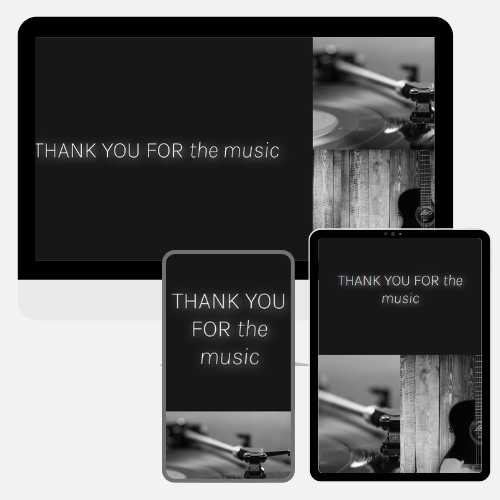 THANK YOU FOR the music
THANK YOU
FOR the
music
THANK YOU FOR the
music